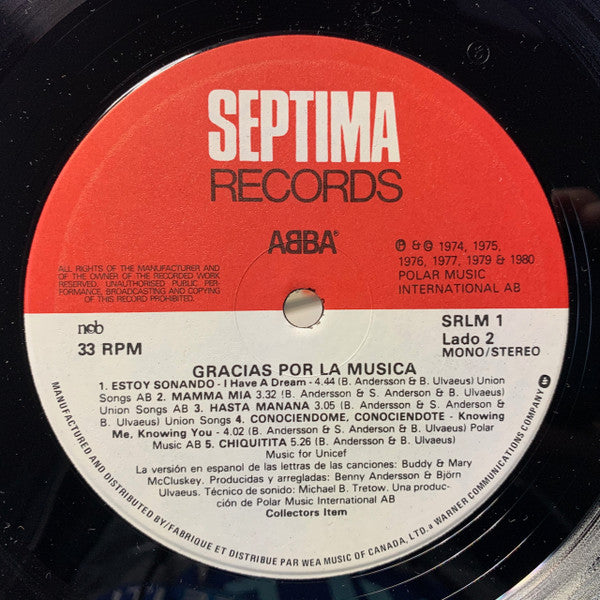 SEPTIMA
RECORDS
ABBA®
ALL RIGHTS OF THE MANUFACTURER AND
OF THE OWNER OF THE RECORDED WORK
RESERVED. UNAUTHORISED PUBLIC PER-
FORMANCE, BROADCASTING AND COPYING
OF THIS RECORD PROHIBITED.
℗ & © 1974, 1975,
1976, 1977, 1979 & 1980
POLAR MUSIC
INTERNATIONAL AB
ncb
33 RPM
SRLM 1
Lado 2
MONO/STEREO
GRACIAS POR LA MUSICA
1. ESTOY SONANDO - I Have A Dream - 4.44 (B. Andersson & B. Ulvaeus) Union
Songs AB 2. MAMMA MIA 3.32 (B. Andersson & S. Anderson & B. Ulvaeus)
Union Songs AB 3. HASTA MANANA 3.05 (B. Andersson & S. Anderson &
B. Ulvaeus) Union Songs 4. CONOCIENDOME, CONOCIENDOTE - Knowing
Me, Knowing You - 4.02 (B. Andersson & S. Anderson & B. Ulvaeus) Polar
Music AB 5. CHIQUITITA 5.26 (B. Andersson & B. Ulvaeus)
Music for Unicef
La versión en espanol de las letras de las canciones: Buddy & Mary
McCluskey. Producidas y arregladas: Benny Andersson & Björn
Ulvaeus. Técnico de sonido: Michael B. Tretow. Una produc-
ción de Polar Music International AB
Collectors Item
MANUFACTURED AND DISTRIBUTED BY/FABRIQUE ET DISTRIBUE PAR WEA MUSIC OF CANADA, LTD. a WARNER COMMUNICATIONS COMPANY